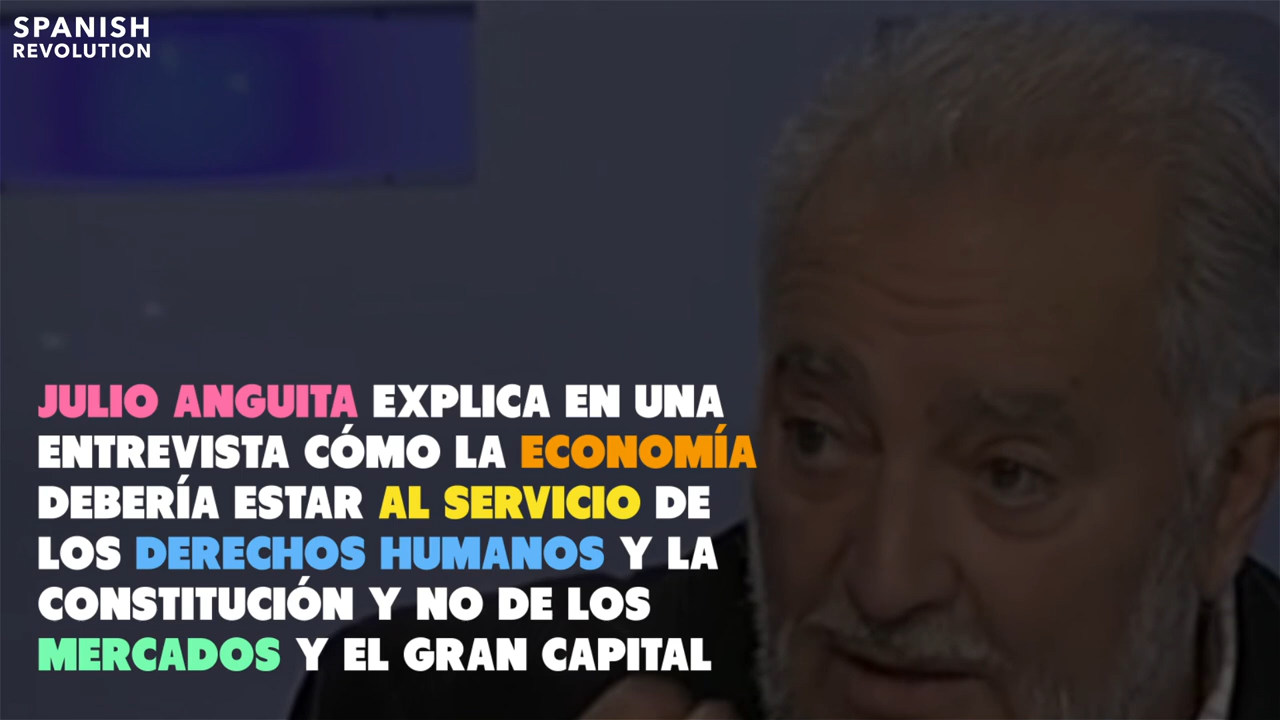 SPANISH
REVOLUTION
JULIO ANGUITA EXPLICA EN UNA
ENTREVISTA CÓMO LA ECONOMÍA
DEBERÍA ESTAR AL SERVICIO DE
LOS DERECHOS HUMANOS Y LA
CONSTITUCIÓN Y NO DE LOS
MERCADOS Y EL GRAN CAPITAL